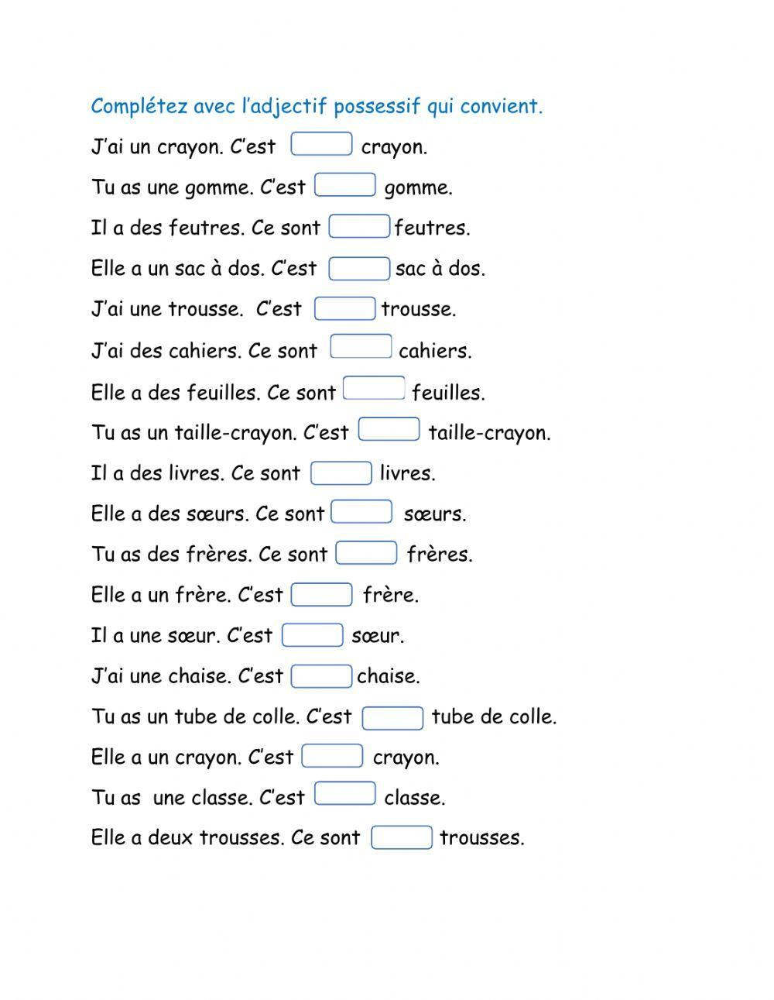 Complétez avec l'adjectif possessif qui convient.
J'ai un crayon. C'est crayon.
Tu as une gomme. C'est gomme.
Il a des feutres. Ce sont feutres.
Elle a un sac à dos. C'est sac à dos.
J'ai une trousse. C'est trousse.
J'ai des cahiers. Ce sont cahiers.
Elle a des feuilles. Ce sont feuilles.
Tu as un taille-crayon. C'est taille-crayon.
Il a des livres. Ce sont livres.
Elle a des sœurs. Ce sont sœurs.
Tu as des frères. Ce sont frères.
Elle a un frère. C'est frère.
Il a une sœur. C'est sœur.
J'ai une chaise. C'est chaise.
Tu as un tube de colle. C'est tube de colle.
Elle a un crayon. C'est crayon.
Tu as une classe. C'est classe.
Elle a deux trousses. Ce sont trousses.